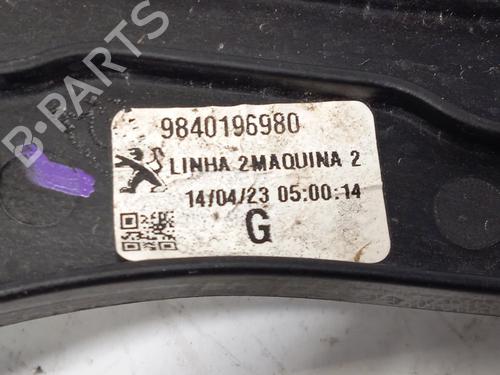 9840196980
LINHA 2MAQUINA 2
14/04/23 05:00:14
G
B-PARTS